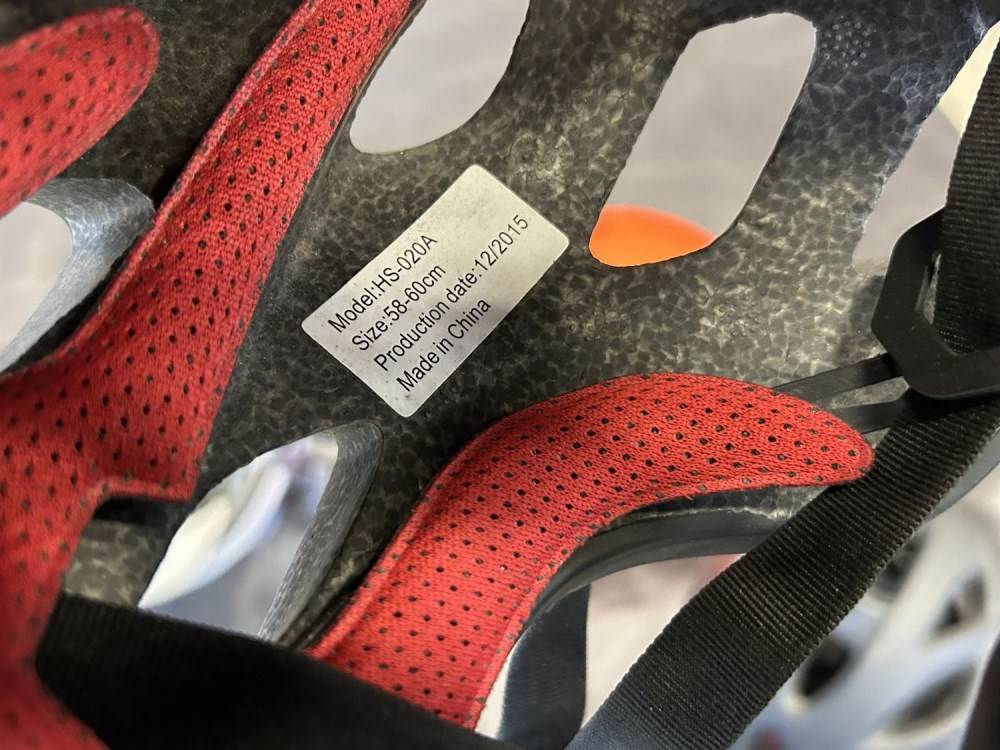 Model:HS-020A
Size:58-60cm
Production date:12/2015
Made in China